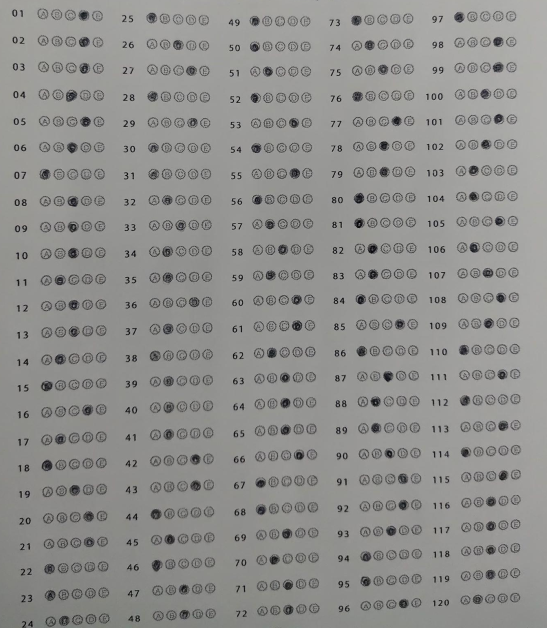 01 A B C E
02 A B C E
03 A B C E
04 A B D E
05 A B C E
06 A B D E
07 B C D E
08 A B D E
09 A B D E
10 A B D E
11 A C D E
12 A B D E
13 A B D E
14 A C D E
15 B C D E
16 A B C E
17 A C D E
18 B C D E
19 A B D E
20 A B C E
21 A B C E
22 B C D E
23 B C D E
24 A C D E
25 B C D E
26 A B D E
27 A B C E
28 B C D E
29 A B C E
30 B C D E
31 B C D E
32 A C D E
33 A B D E
34 A C D E
35 A C D E
36 A B C E
37 A C D E
38 B C D E
39 A C D E
40 A C D E
41 A C D E
42 A B C E
43 A B C E
44 B C D E
45 A C D E
46 B C D E
47 A B D E
48 A B D E
49 B C D E
50 B C D E
51 A C D E
52 B C D E
53 A B C E
54 B C D E
55 A B C E
56 B C D E
57 A C D E
58 A B D E
59 A C D E
60 A B C E
61 A B C E
62 A C D E
63 A B D E
64 A B D E
65 A B D E
66 A B C E
67 B C D E
68 B C D E
69 A B D E
70 A C D E
71 A B D E
72 A B D E
73 B C D E
74 A C D E
75 A B D E
76 B C D E
77 A B C E
78 A B D E
79 A B D E
80 B C D E
81 B C D E
82 A C D E
83 A C D E
84 B C D E
85 A B C E
86 B C D E
87 A B D E
88 A C D E
89 A C D E
90 A B D E
91 A B C E
92 A B C E
93 A B D E
94 B C D E
95 B C D E
96 A B C E
97 B C D E
98 A B C E
99 A B C E
100 A B D E
101 A B C E
102 A B D E
103 A C D E
104 A C D E
105 A B C E
106 A C D E
107 A B D E
108 A B C E
109 A B D E
110 B C D E
111 A B C E
112 B C D E
113 A B C E
114 B C D E
115 A B C E
116 A B D E
117 A B D E
118 A B D E
119 A B D E
120 A C D E